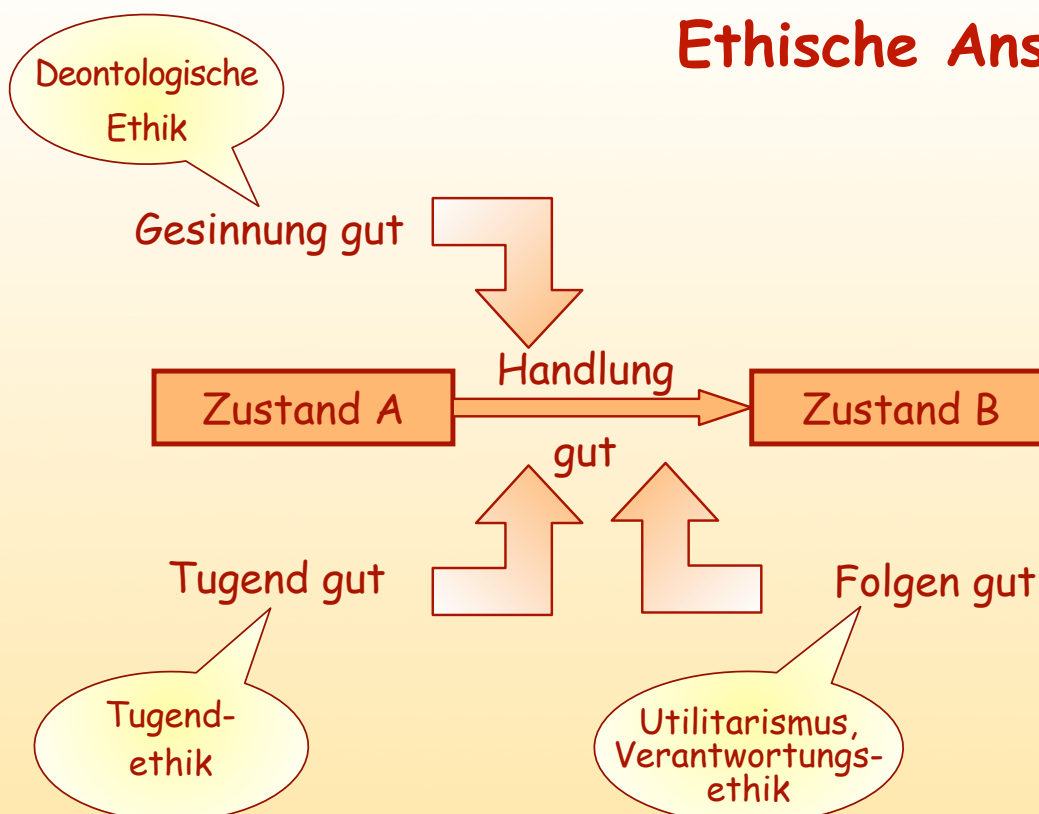 Ethische Ans
Deontologische
Ethik
Gesinnung gut
Handlung
Zustand A
Zustand B
gut
Tugend gut
Folgen gut
Tugend-
ethik
Utilitarismus,
Verantwortungs-
ethik